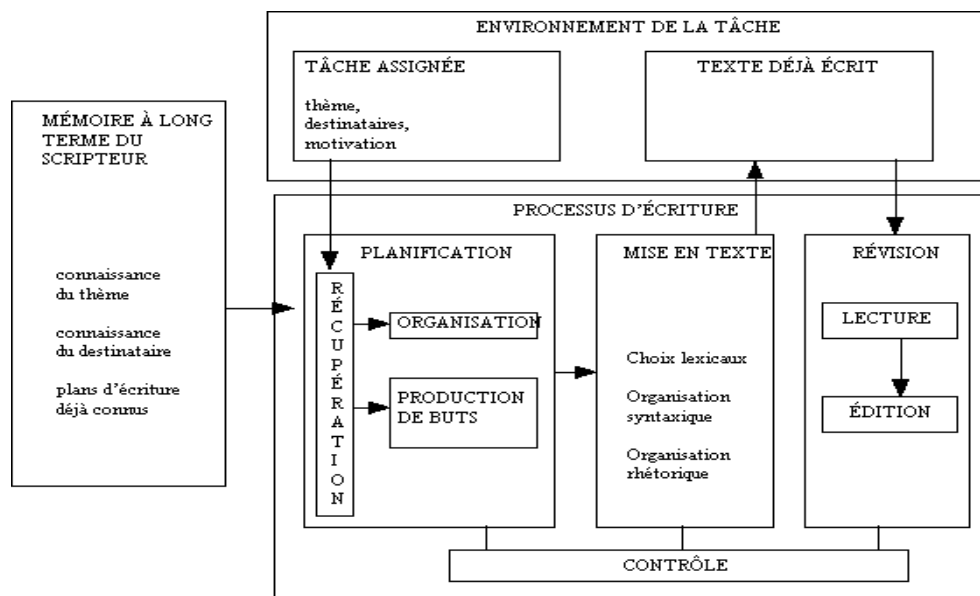 ENVIRONNEMENT DE LA TÂCHE
TÂCHE ASSIGNÉE
thème,
destinataires,
motivation
TEXTE DÉJÀ ÉCRIT
MÉMOIRE À LONG
TERME DU
SCRIPTEUR
connaissance
du thème
connaissance
du destinataire
plans d'écriture
déjà connus
PROCESSUS D'ÉCRITURE
PLANIFICATION
RÉCUPÉRATION
ORGANISATION
PRODUCTION
DE BUTS
MISE EN TEXTE
Choix lexicaux
Organisation
syntaxique
Organisation
rhétorique
RÉVISION
LECTURE
ÉDITION
CONTRÔLE